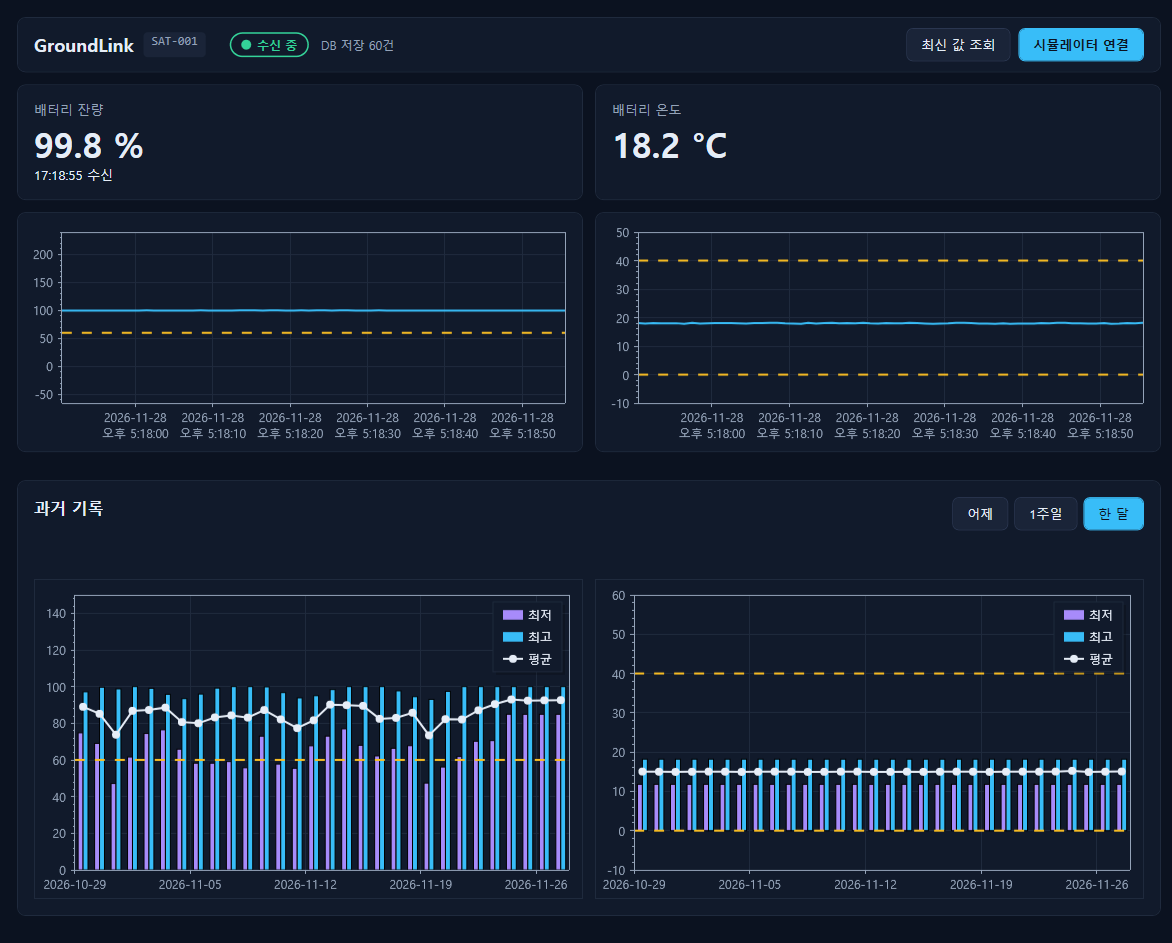 GroundLink SAT-001 수신 중 DB 저장 60건 최신 값 조회 시뮬레이터 연결
배터리 잔량
99.8 %
17:18:55 수신
배터리 온도
18.2 °C
200
150
100
50
0
-50
2026-11-28 2026-11-28 2026-11-28 2026-11-28 2026-11-28 2026-11-28
오후 5:18:00 오후 5:18:10 오후 5:18:20 오후 5:18:30 오후 5:18:40 오후 5:18:50
50
40
30
20
10
0
-10
2026-11-28 2026-11-28 2026-11-28 2026-11-28 2026-11-28 2026-11-28
오후 5:18:00 오후 5:18:10 오후 5:18:20 오후 5:18:30 오후 5:18:40 오후 5:18:50
과거 기록 어제 1주일 한 달
140
120
100
80
60
40
20
0
최저
최고
평균
2026-10-29 2026-11-05 2026-11-12 2026-11-19 2026-11-26
60
50
40
30
20
10
0
-10
최저
최고
평균
2026-10-29 2026-11-05 2026-11-12 2026-11-19 2026-11-26